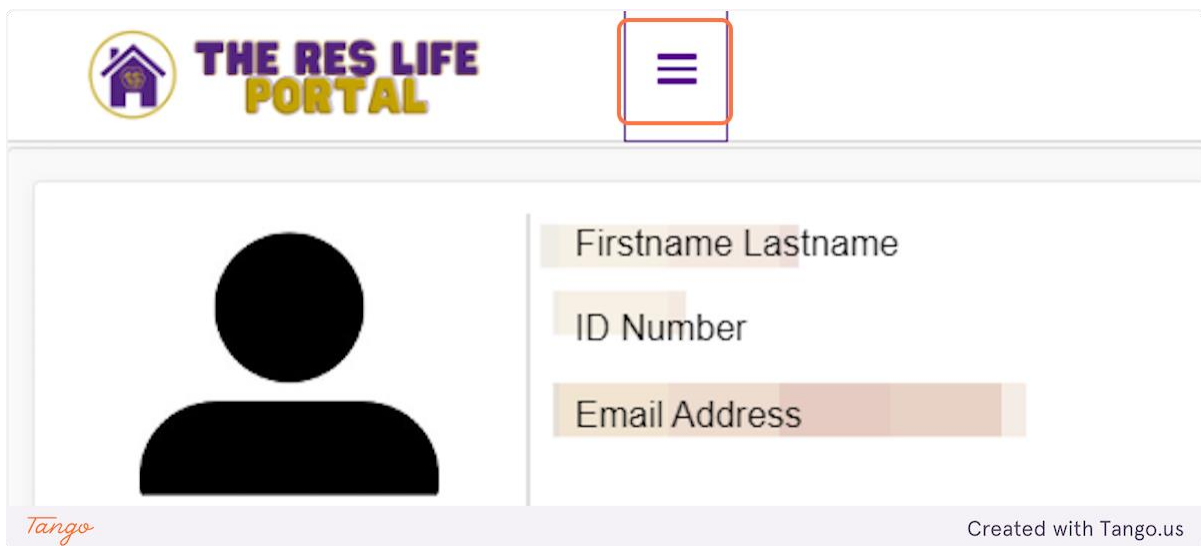 THE RES LIFE
PORTAL
Firstname Lastname
ID Number
Email Address
Tango
Created with Tango.us